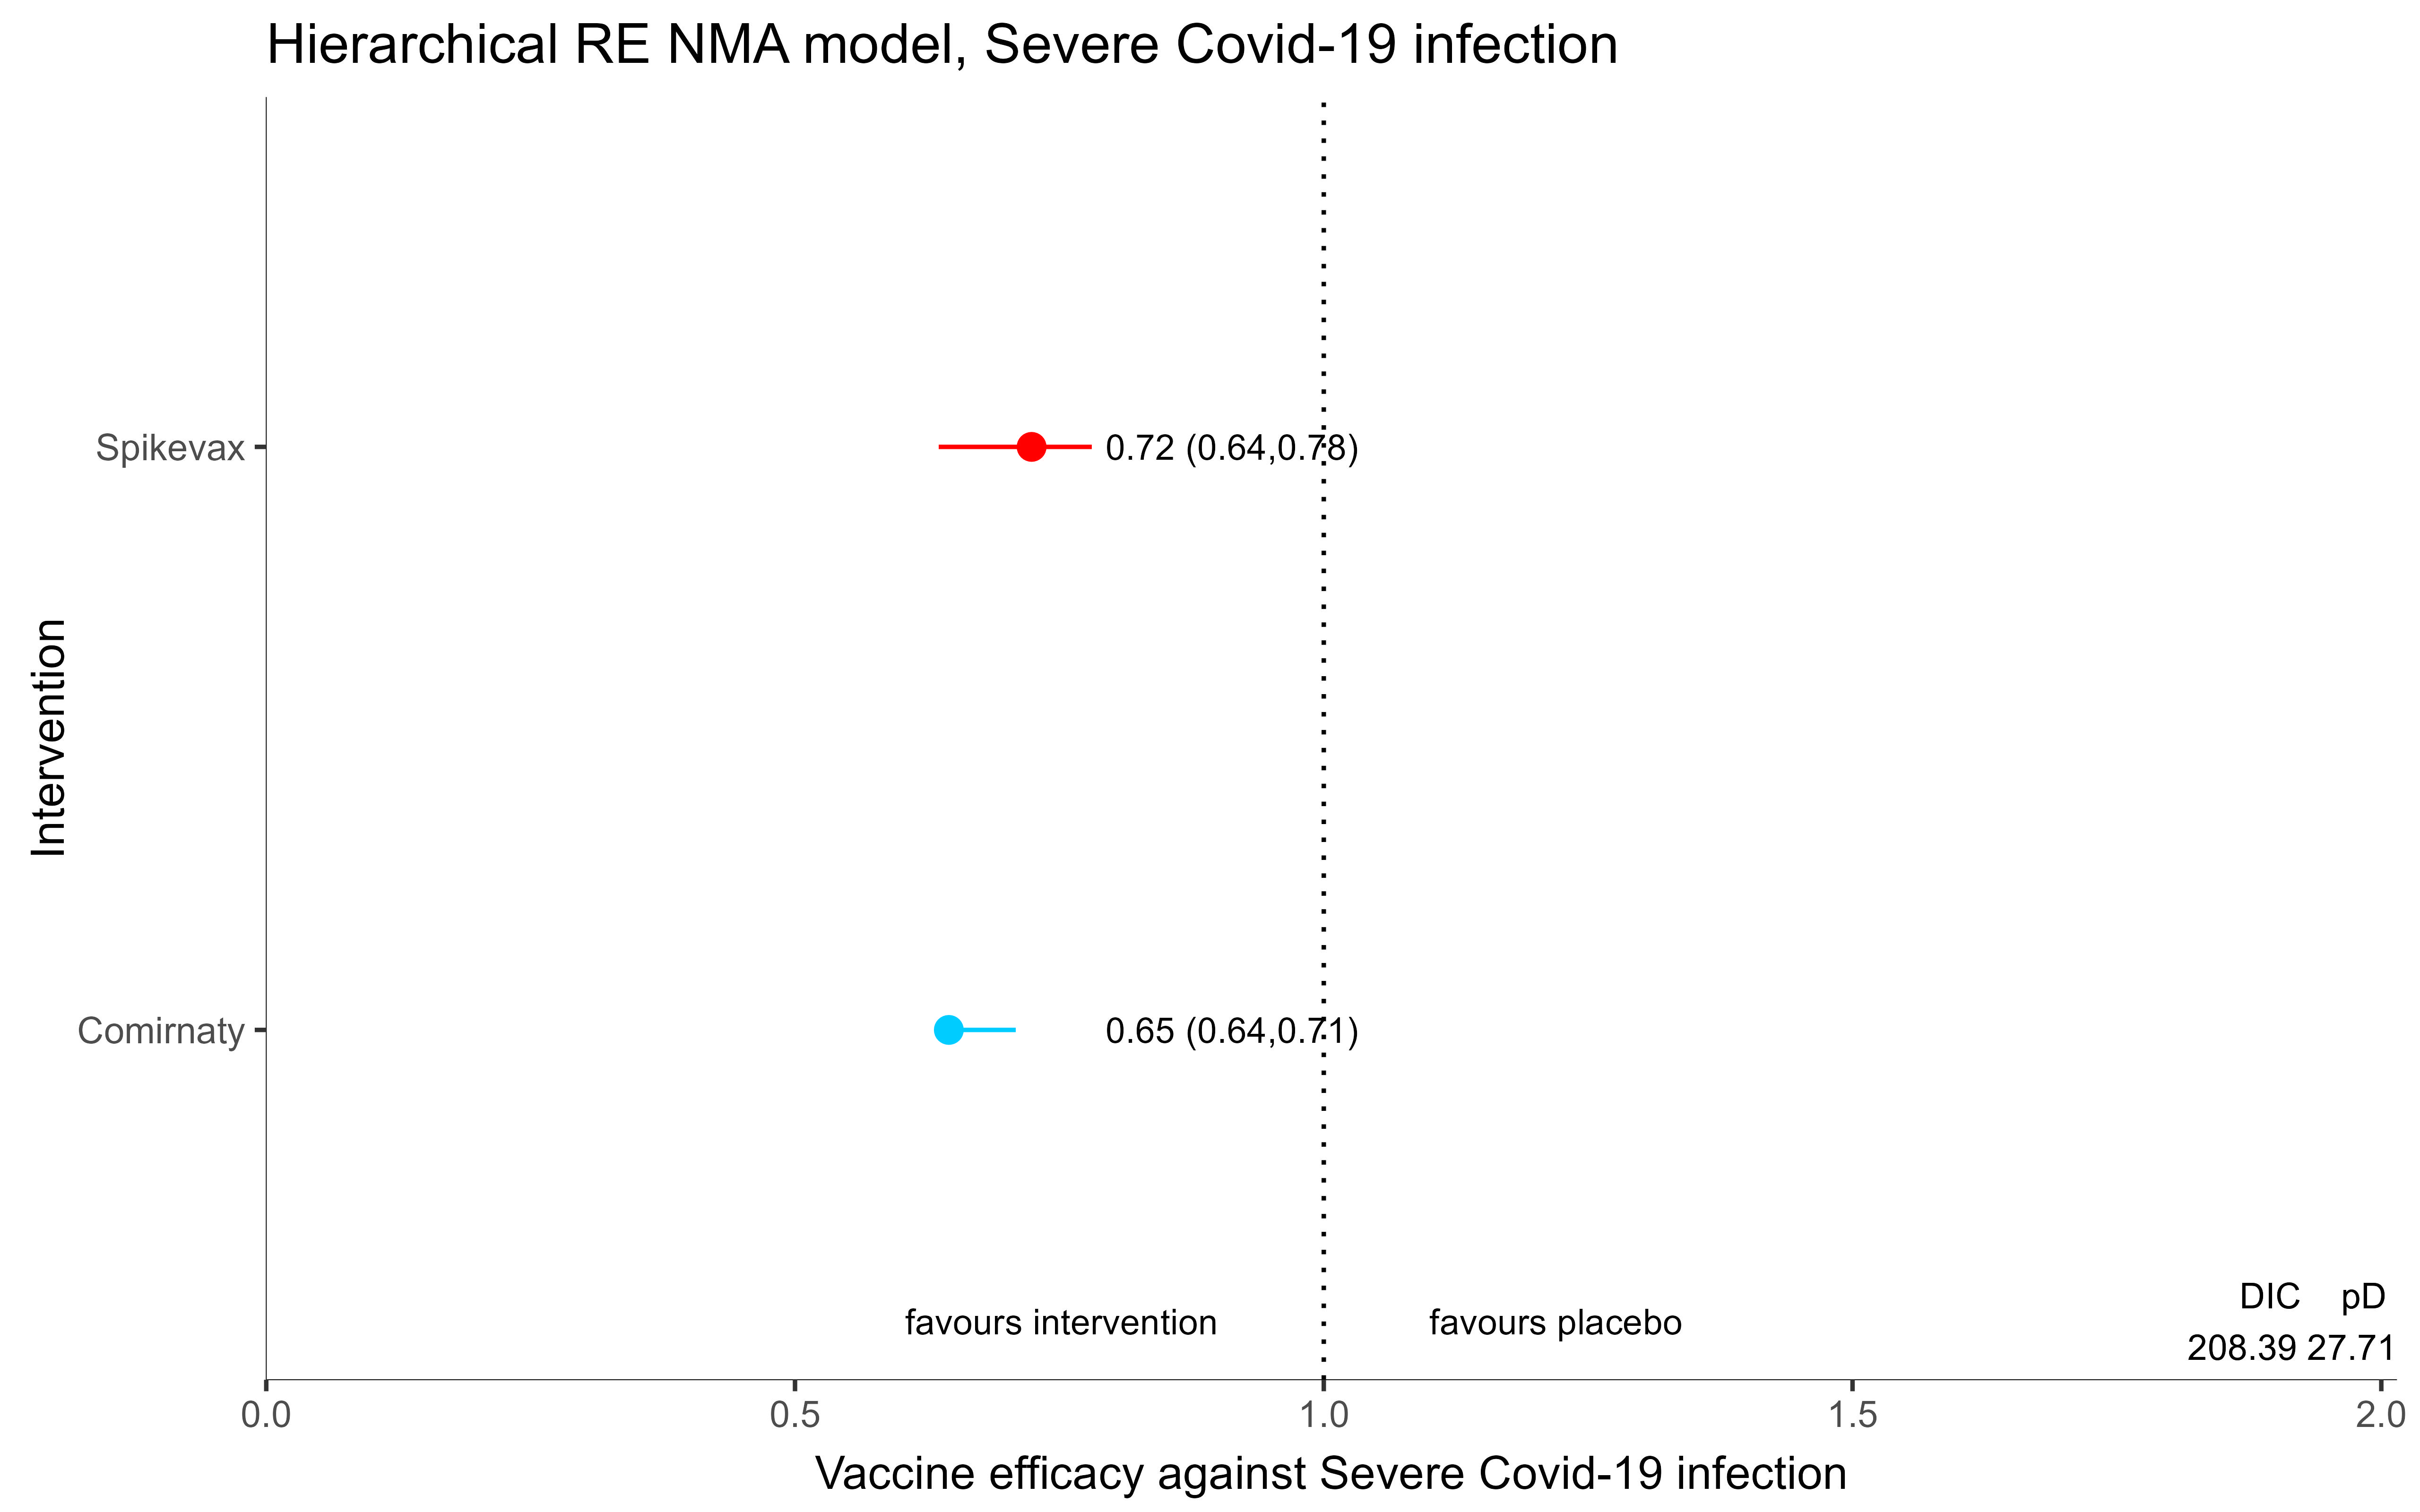 Hierarchical RE NMA model, Severe Covid-19 infection
Intervention
Spikevax
0.72 (0.64,0.78)
Comirnaty
0.65 (0.64,0.71)
favours intervention
favours placebo
DIC pD
208.39 27.71
0.0 0.5 1.0 1.5 2.0
Vaccine efficacy against Severe Covid-19 infection